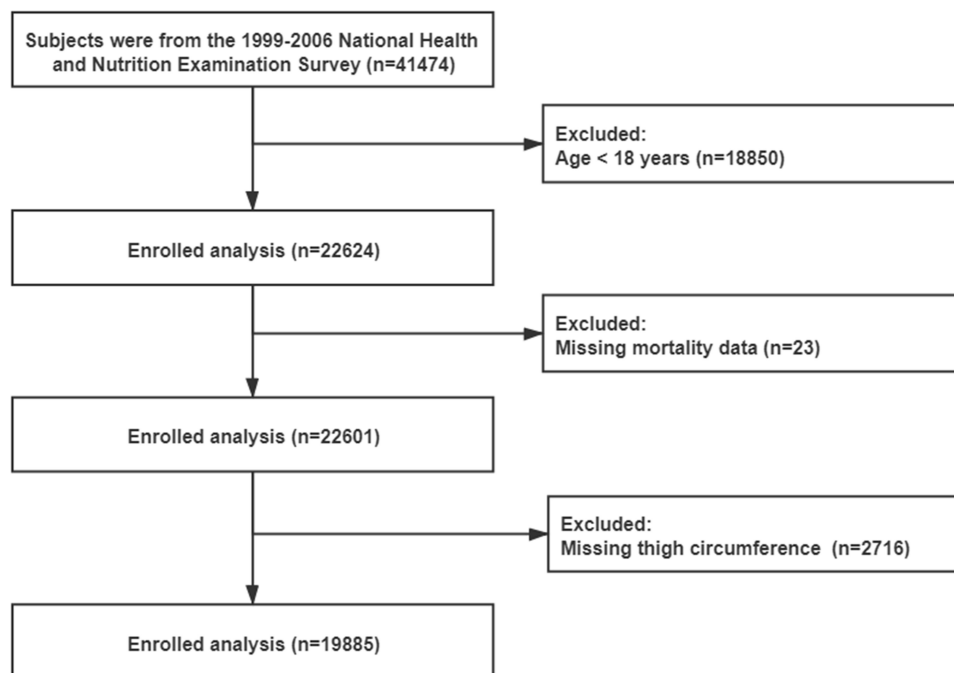 Subjects were from the 1999-2006 National Health
and Nutrition Examination Survey (n=41474)
Excluded:
Age < 18 years (n=18850)
Enrolled analysis (n=22624)
Excluded:
Missing mortality data (n=23)
Enrolled analysis (n=22601)
Excluded:
Missing thigh circumference (n=2716)
Enrolled analysis (n=19885)